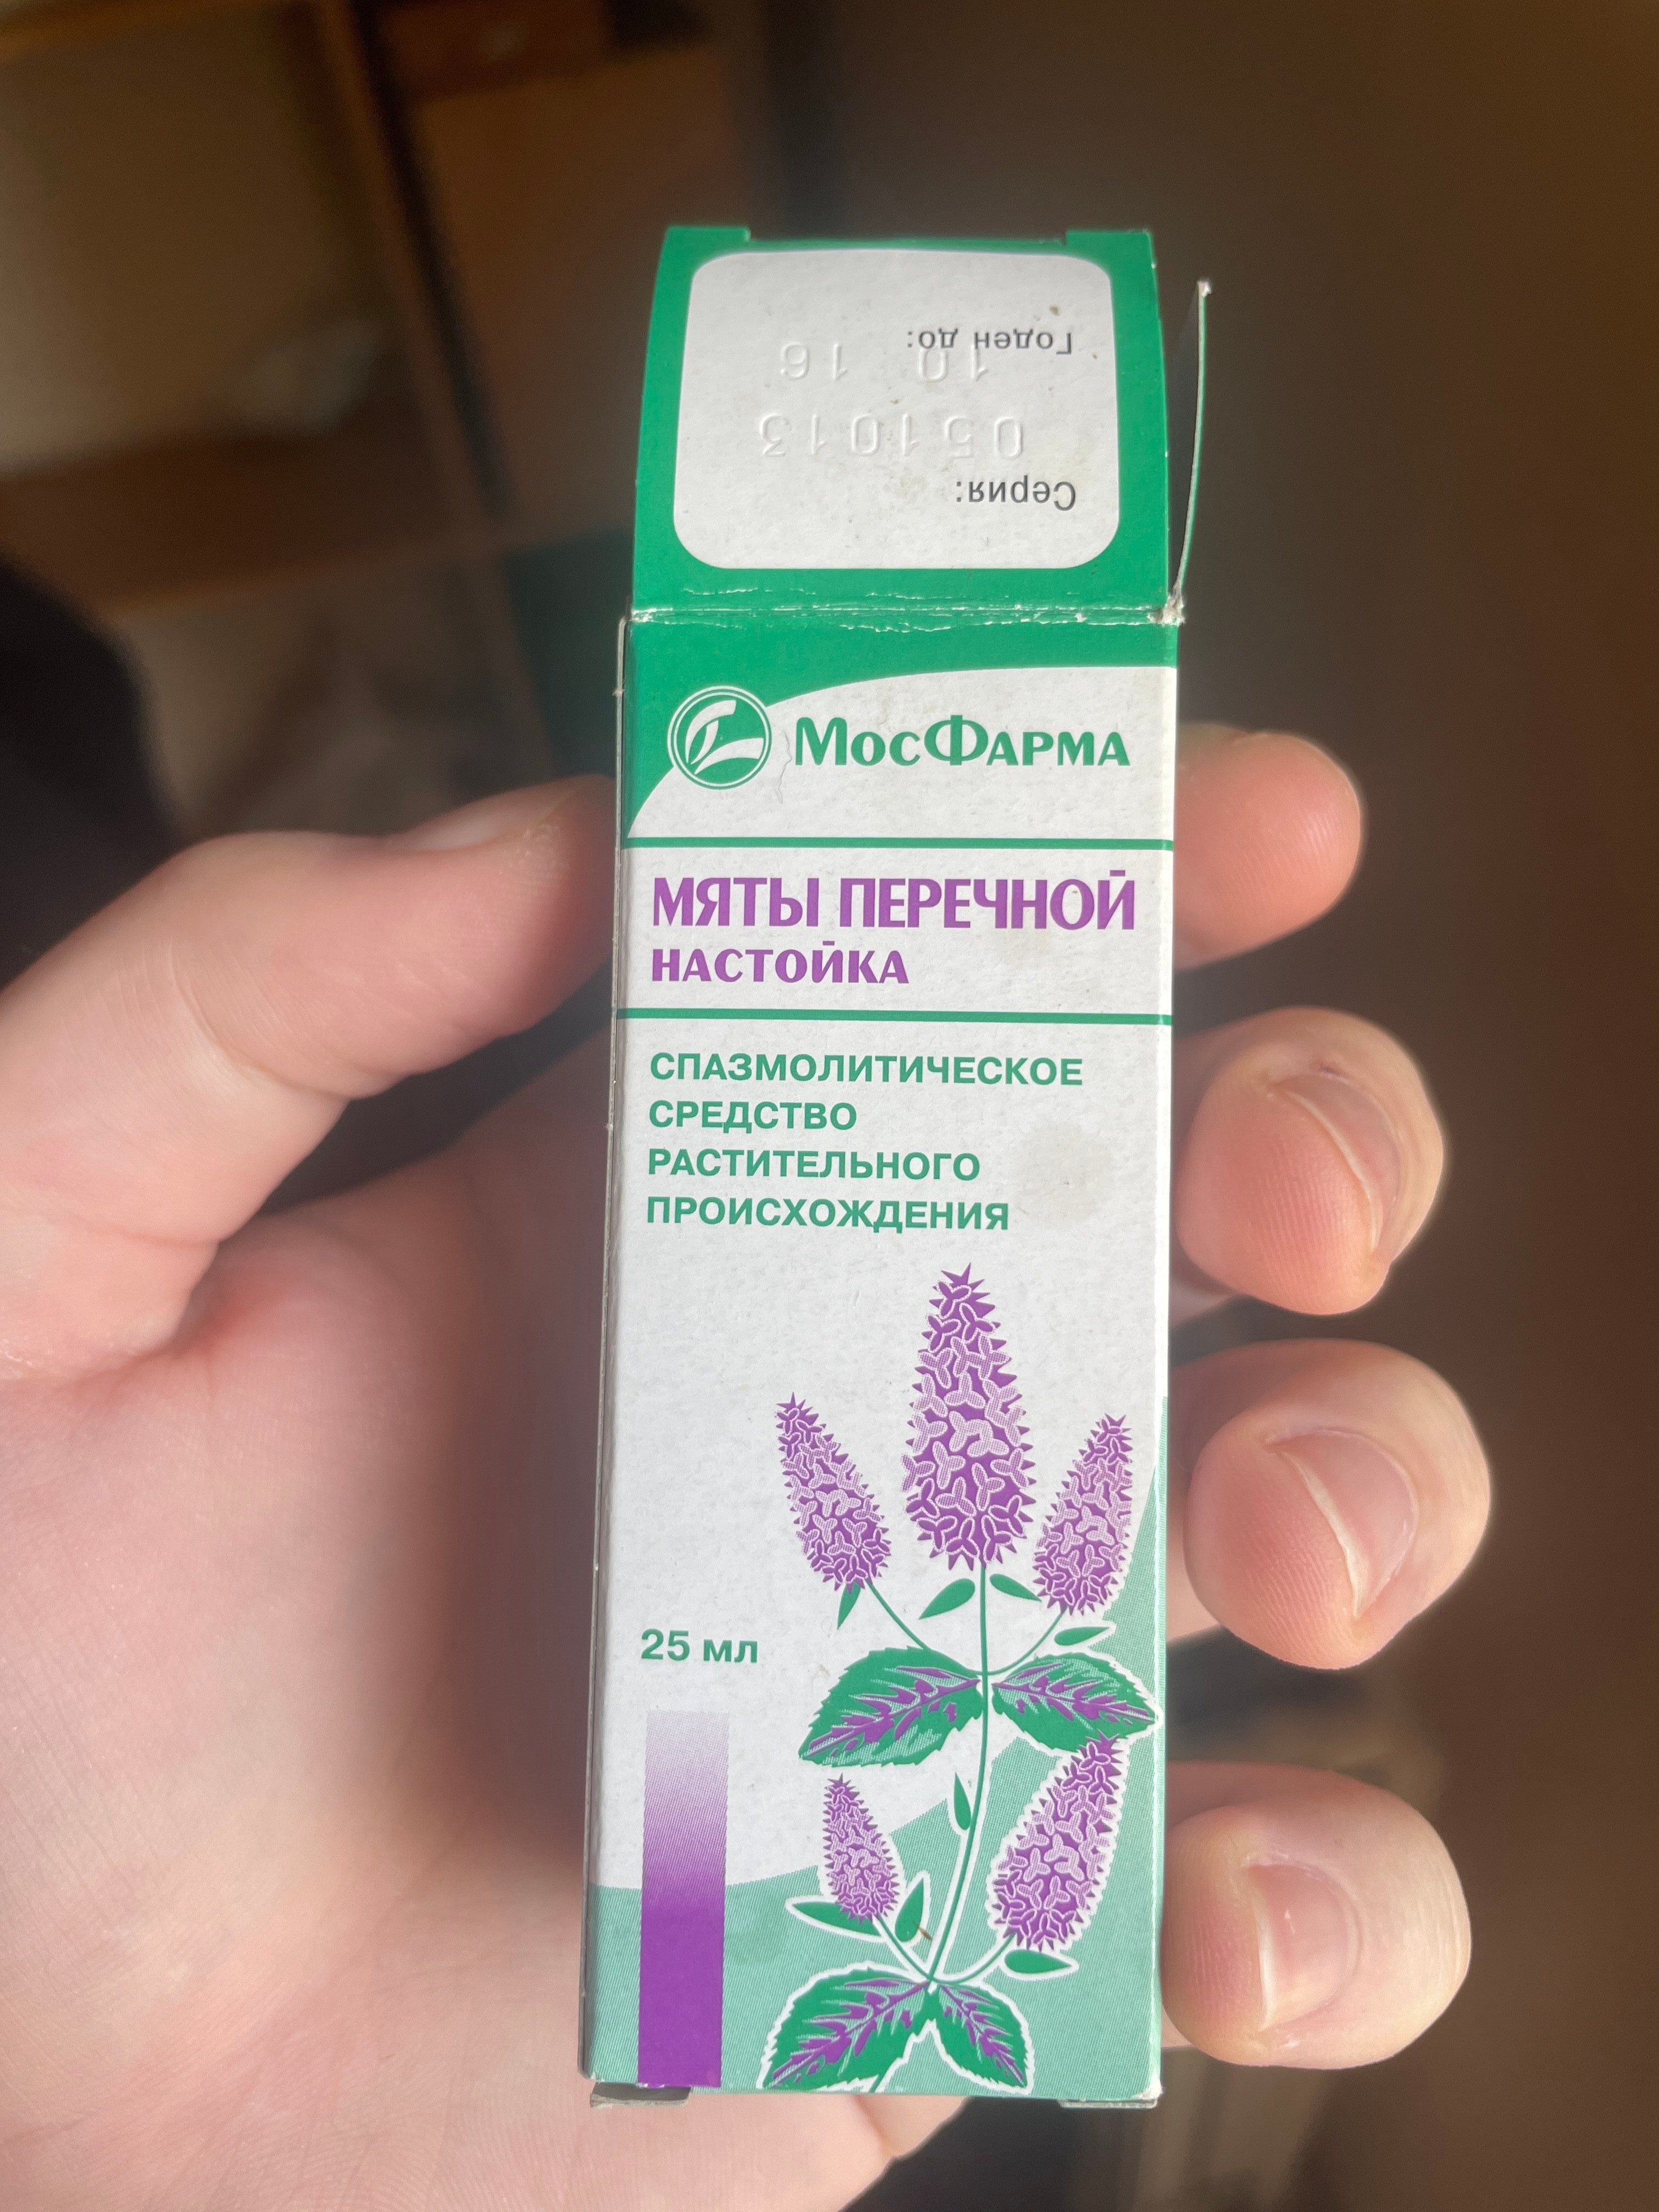 Серия:
051013
Годен до:
10 16
МосФарма
МЯТЫ ПЕРЕЧНОЙ
НАСТОЙКА
СПАЗМОЛИТИЧЕСКОЕ
СРЕДСТВО
РАСТИТЕЛЬНОГО
ПРОИСХОЖДЕНИЯ
25 мл